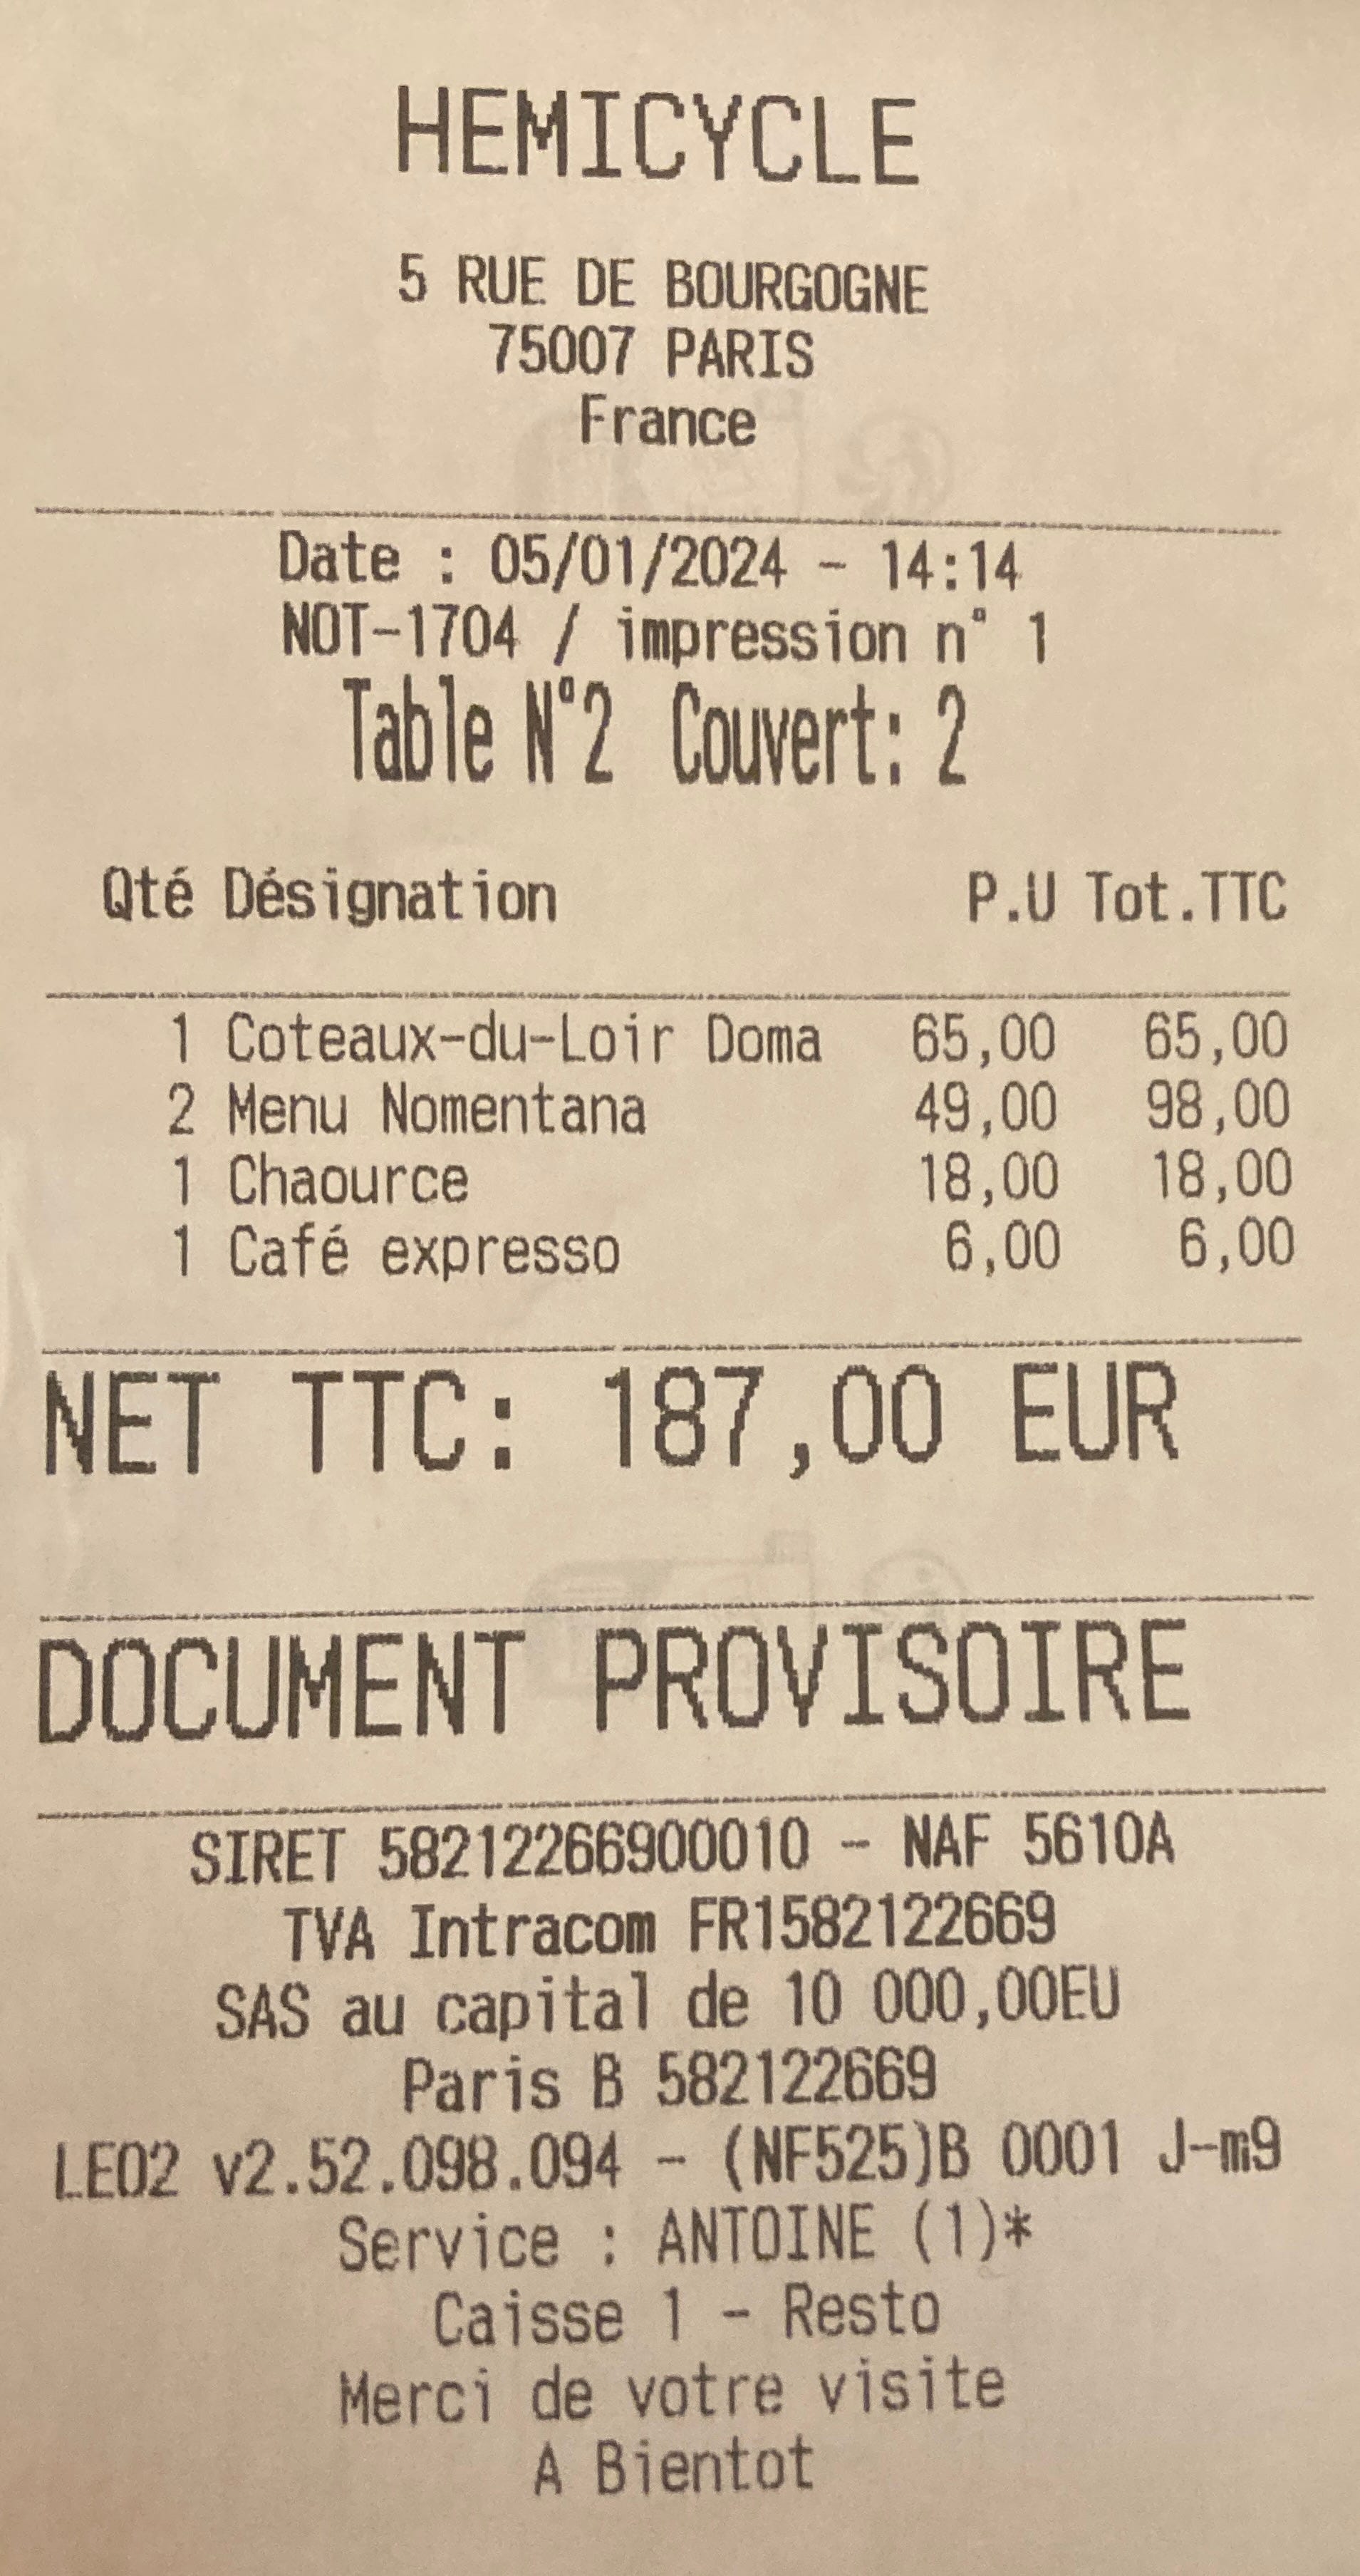 HEMICYCLE
5 RUE DE BOURGOGNE
75007 PARIS
France
Date : 05/01/2024 - 14:14
NOT-1704 / impression n° 1
Table N°2 Couvert: 2
Qté Désignation P.U Tot.TTC
1 Coteaux-du-Loir Doma 65,00 65,00
2 Menu Nomentana 49,00 98,00
1 Chaource 18,00 18,00
1 Café expresso 6,00 6,00
NET TTC: 187,00 EUR
DOCUMENT PROVISOIRE
SIRET 58212266900010 - NAF 5610A
TVA Intracom FR1582122669
SAS au capital de 10 000,00EU
Paris B 582122669
LEO2 v2.52.098.094 - (NF525)B 0001 J-m9
Service : ANTOINE (1)*
Caisse 1 - Resto
Merci de votre visite
A Bientot